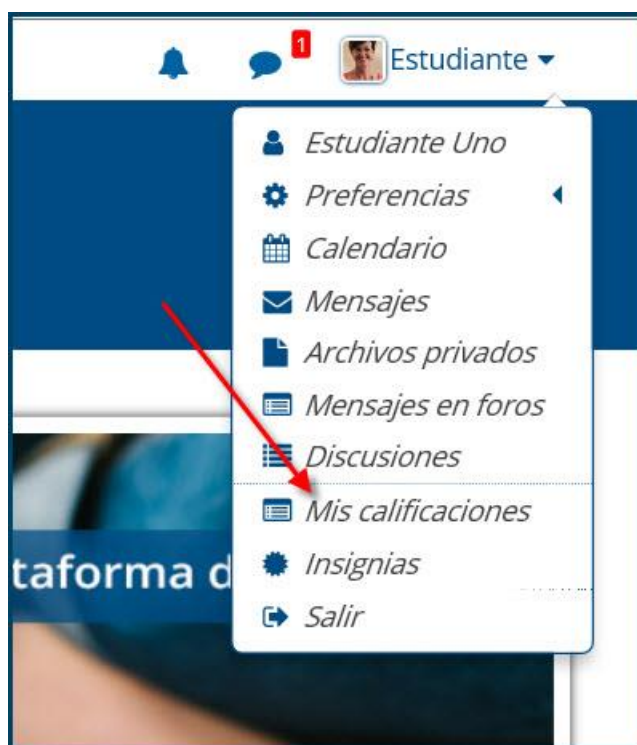 1
Estudiante
Estudiante Uno
Preferencias
Calendario
Mensajes
Archivos privados
Mensajes en foros
Discusiones
Mis calificaciones
Insignias
Salir
taforma d